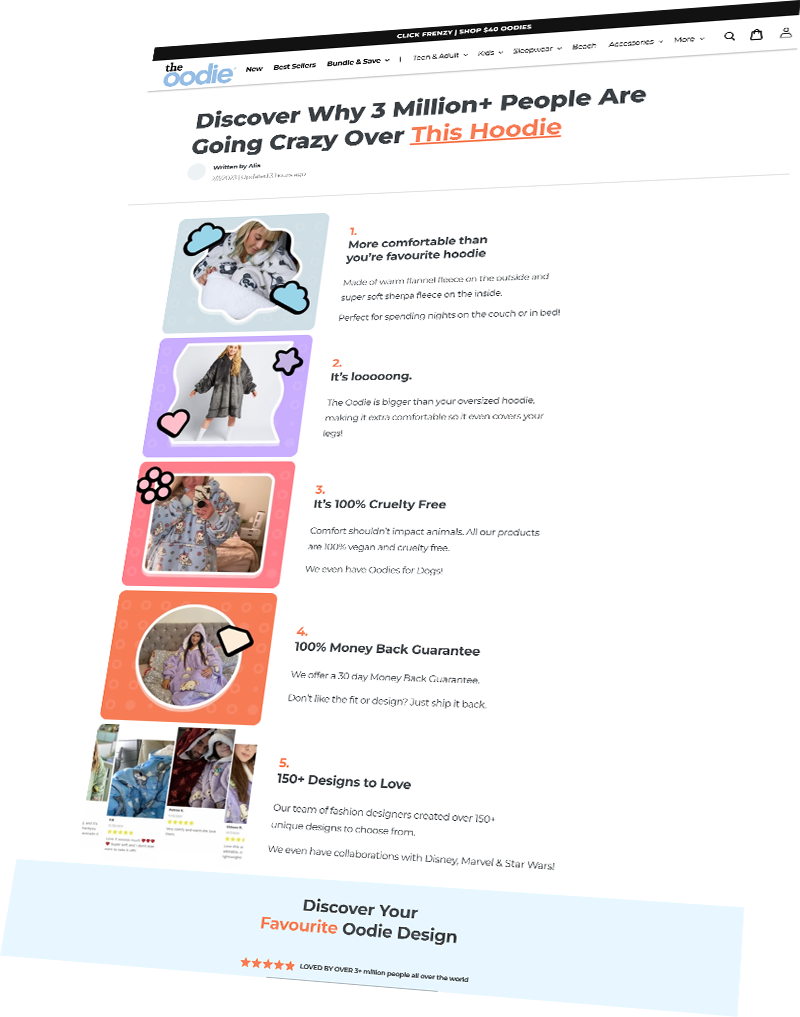 CLICK FRENZY | SHOP $40 OODIES
the oodie
New Best Sellers Bundle & Save | Teen & Adult Kids Sleepwear Beach Accessories More
Discover Why 3 Million+ People Are
Going Crazy Over This Hoodie
Written by Alia
Updated 3 hours ago
1.
More comfortable than
you're favourite hoodie
Made of warm flannel fleece on the outside and
super soft sherpa fleece on the inside.
Perfect for spending nights on the couch or in bed!
2.
It's looooong.
The Oodie is bigger than your oversized hoodie,
making it extra comfortable so it even covers your
legs!
3.
It's 100% Cruelty Free
Comfort shouldn't impact animals. All our products
are 100% vegan and cruelty free.
We even have Oodies for Dogs!
4.
100% Money Back Guarantee
We offer a 30 day Money Back Guarantee.
Don't like the fit or design? Just ship it back.
5.
150+ Designs to Love
Our team of fashion designers created over 150+
unique designs to choose from.
We even have collaborations with Disney, Marvel & Star Wars!
Discover Your
Favourite Oodie Design
LOVED BY OVER 3+ million people all over the world